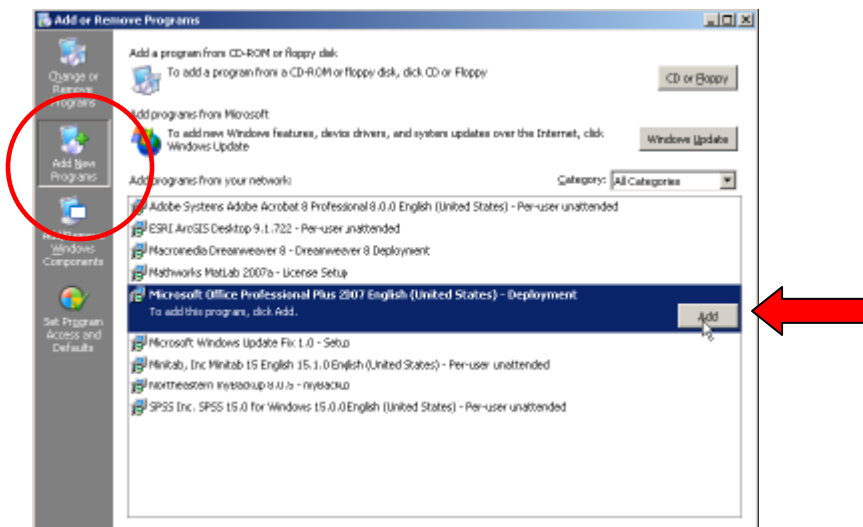 Add or Remove Programs
Change or
Remove
Programs
Add New
Programs
Add/Remove
Windows
Components
Set Program
Access and
Defaults
Add a program from CD-ROM or floppy disk
To add a program from a CD-ROM or floppy disk, click CD or Floppy
CD or Floppy
Add programs from Microsoft
To add new Windows features, device drivers, and system updates over the Internet, click
Windows Update
Windows Update
Add programs from your network:
Category: All Categories
Adobe Systems Adobe Acrobat 8 Professional 8.0.0 English (United States) - Per-user unattended
ESRI ArcGIS Desktop 9.1.722 - Per-user unattended
Macromedia Dreamweaver 8 - Dreamweaver 8 Deployment
Mathworks MatLab 2007a - License Setup
Microsoft Office Professional Plus 2007 English (United States) - Deployment
To add this program, click Add.
Add
Microsoft Windows Update Fix 1.0 - Setup
Minitab, Inc Minitab 15 English 15.1.0 English (United States) - Per-user unattended
Northeastern myBackup 8.0.5 - myBackup
SPSS Inc. SPSS 15.0 for Windows 15.0.0 English (United States) - Per-user unattended